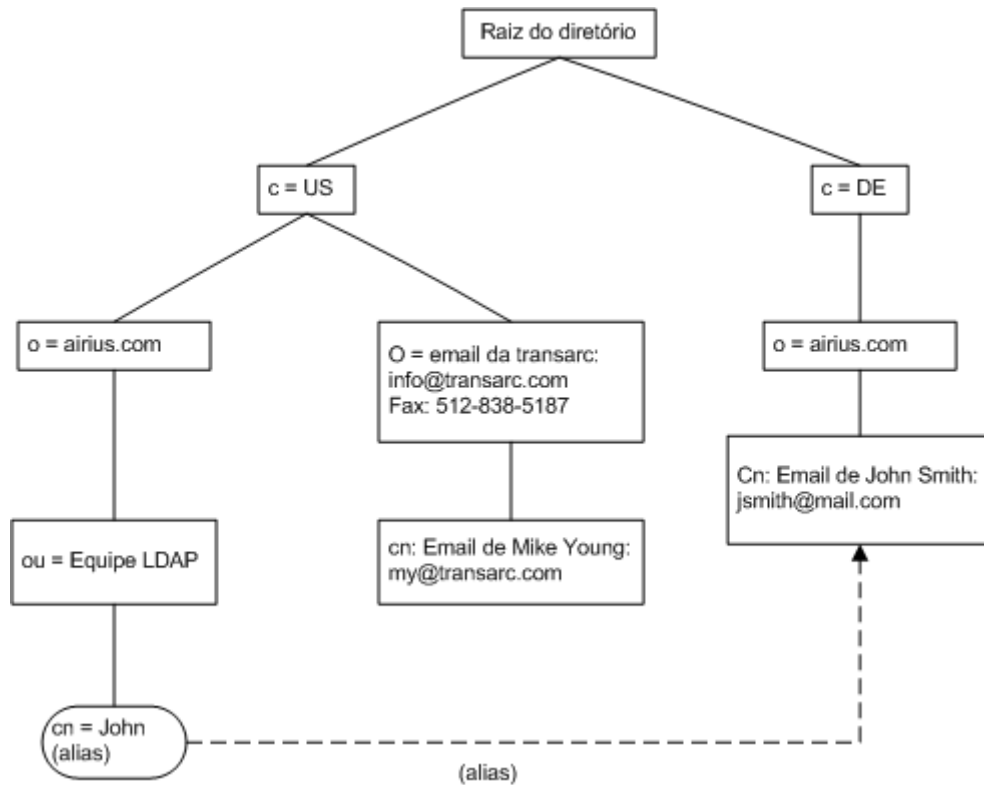 Raiz do diretório
c = US
c = DE
o = airius.com
O = email da transarc:
info@transarc.com
Fax: 512-838-5187
o = airius.com
Cn: Email de John Smith:
jsmith@mail.com
ou = Equipe LDAP
cn: Email de Mike Young:
my@transarc.com
cn = John
(alias)
(alias)